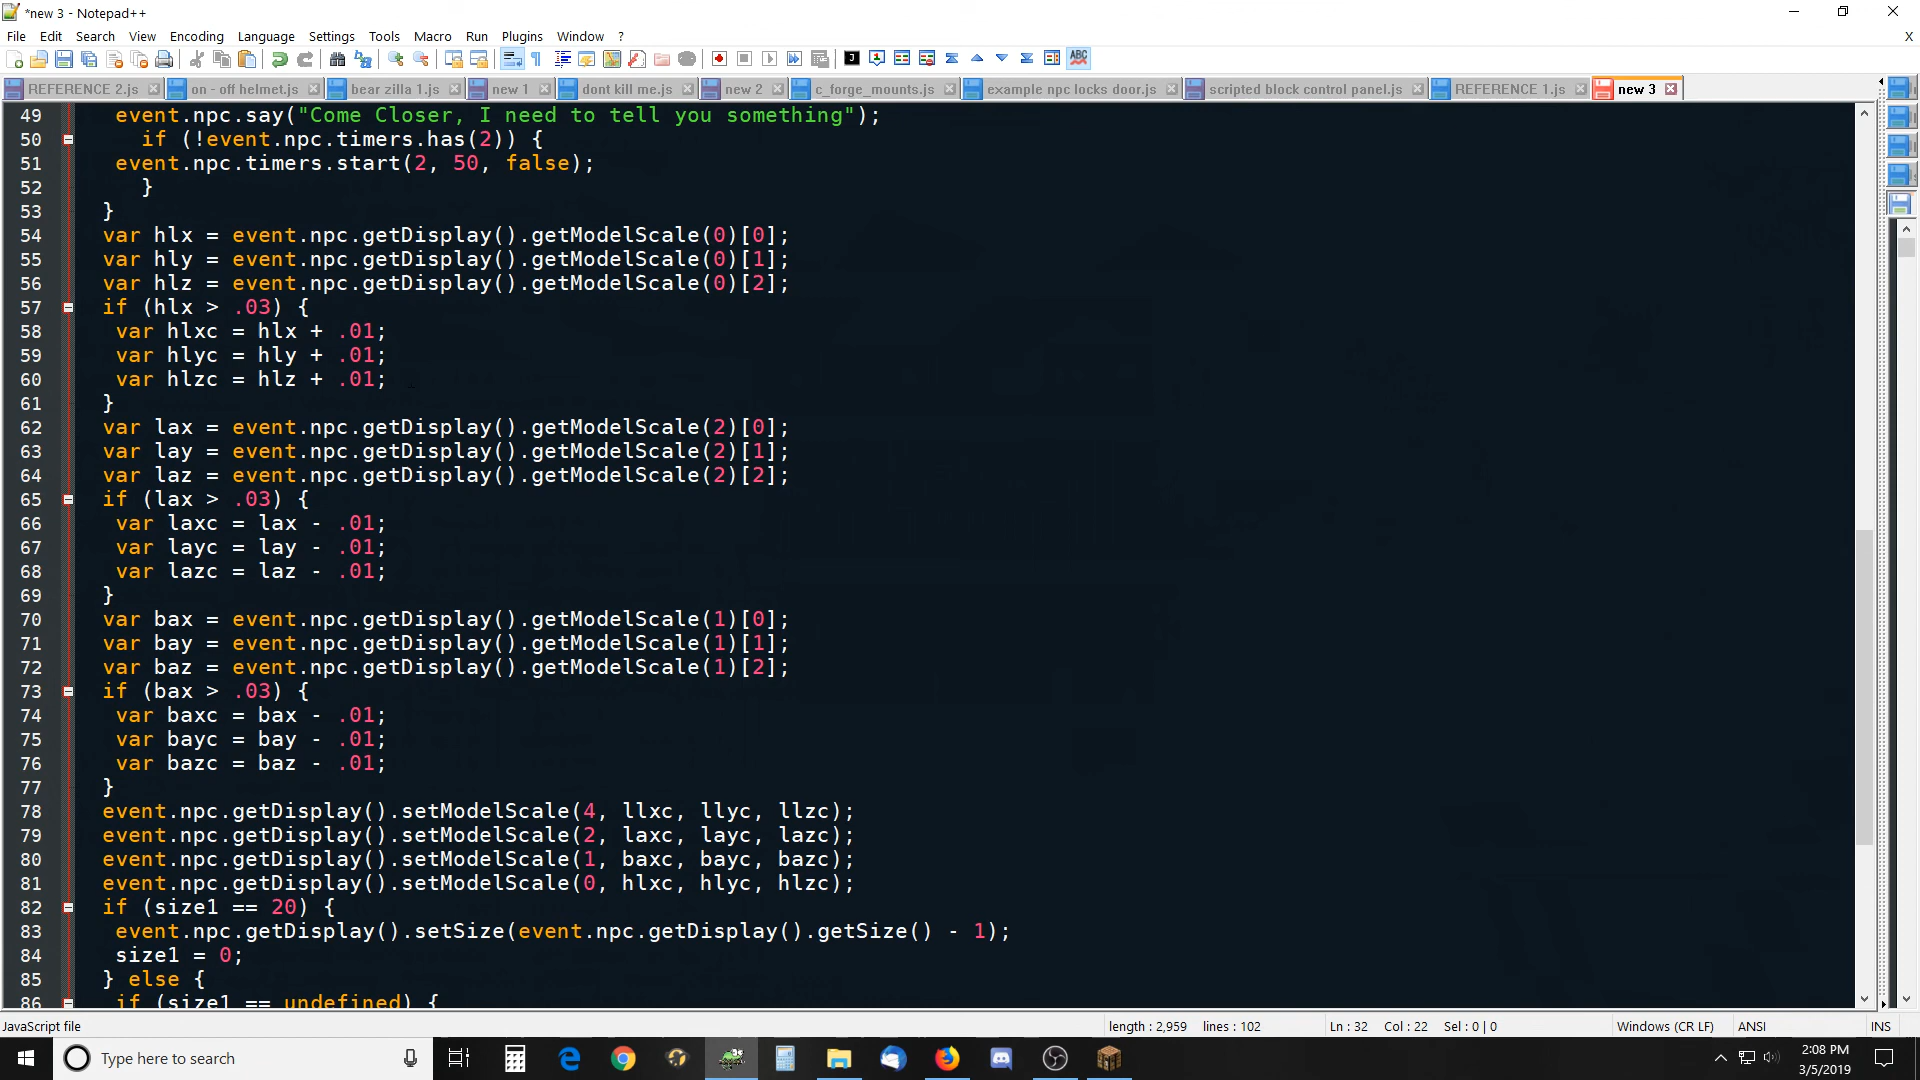 *new 3 - Notepad++
File Edit Search View Encoding Language Settings Tools Macro Run Plugins Window ? X
REFERENCE 2.js on - off helmet.js bear zilla 1.js new 1 dont kill me.js new 2 c_forge_mounts.js example npc locks door.js scripted block control panel.js REFERENCE 1.js new 3
49 event.npc.say("Come Closer, I need to tell you something");
50 if (!event.npc.timers.has(2)) {
51 event.npc.timers.start(2, 50, false);
52 }
53 }
54 var hlx = event.npc.getDisplay().getModelScale(0)[0];
55 var hly = event.npc.getDisplay().getModelScale(0)[1];
56 var hlz = event.npc.getDisplay().getModelScale(0)[2];
57 if (hlx > .03) {
58 var hlxc = hlx + .01;
59 var hlyc = hly + .01;
60 var hlzc = hlz + .01;
61 }
62 var lax = event.npc.getDisplay().getModelScale(2)[0];
63 var lay = event.npc.getDisplay().getModelScale(2)[1];
64 var laz = event.npc.getDisplay().getModelScale(2)[2];
65 if (lax > .03) {
66 var laxc = lax - .01;
67 var layc = lay - .01;
68 var lazc = laz - .01;
69 }
70 var bax = event.npc.getDisplay().getModelScale(1)[0];
71 var bay = event.npc.getDisplay().getModelScale(1)[1];
72 var baz = event.npc.getDisplay().getModelScale(1)[2];
73 if (bax > .03) {
74 var baxc = bax - .01;
75 var bayc = bay - .01;
76 var bazc = baz - .01;
77 }
78 event.npc.getDisplay().setModelScale(4, llxc, llyc, llzc);
79 event.npc.getDisplay().setModelScale(2, laxc, layc, lazc);
80 event.npc.getDisplay().setModelScale(1, baxc, bayc, bazc);
81 event.npc.getDisplay().setModelScale(0, hlxc, hlyc, hlzc);
82 if (size1 == 20) {
83 event.npc.getDisplay().setSize(event.npc.getDisplay().getSize() - 1);
84 size1 = 0;
85 } else {
86 if (size1 == undefined) {
JavaScript file length : 2,959 lines : 102 Ln : 32 Col : 22 Sel : 0 | 0 Windows (CR LF) ANSI INS
Type here to search 2:08 PM
3/5/2019